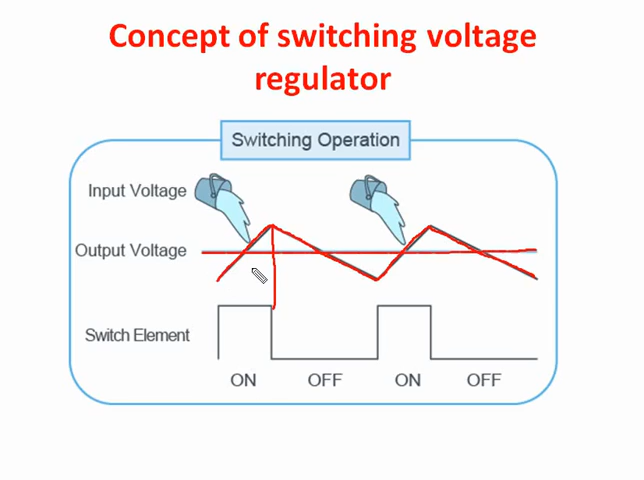 Concept of switching voltage
regulator
Switching Operation
Input Voltage
Output Voltage
Switch Element
ON OFF ON OFF